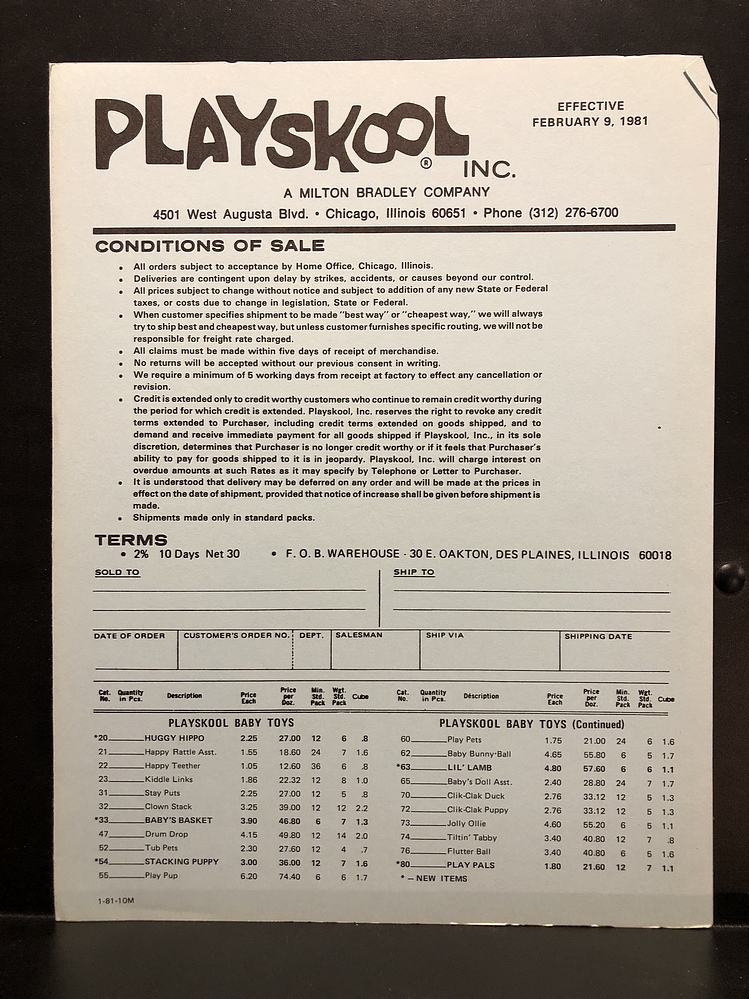 PLAYSKOOL® INC.
EFFECTIVE
FEBRUARY 9, 1981
A MILTON BRADLEY COMPANY
4501 West Augusta Blvd. • Chicago, Illinois 60651 • Phone (312) 276-6700
CONDITIONS OF SALE
• All orders subject to acceptance by Home Office, Chicago, Illinois.
• Deliveries are contingent upon delay by strikes, accidents, or causes beyond our control.
• All prices subject to change without notice and subject to addition of any new State or Federal
taxes, or costs due to change in legislation, State or Federal.
• When customer specifies shipment to be made "best way" or "cheapest way," we will always
try to ship best and cheapest way, but unless customer furnishes specific routing, we will not be
responsible for freight rate charged.
• All claims must be made within five days of receipt of merchandise.
• No returns will be accepted without our previous consent in writing.
• We require a minimum of 5 working days from receipt at factory to effect any cancellation or
revision.
• Credit is extended only to credit worthy customers who continue to remain credit worthy during
the period for which credit is extended. Playskool, Inc. reserves the right to revoke any credit
terms extended to Purchaser, including credit terms extended on goods shipped, and to
demand and receive immediate payment for all goods shipped if Playskool, Inc., in its sole
discretion, determines that Purchaser is no longer credit worthy or if it feels that Purchaser's
ability to pay for goods shipped to it is in jeopardy. Playskool, Inc. will charge interest on
overdue amounts at such Rates as it may specify by Telephone or Letter to Purchaser.
• It is understood that delivery may be deferred on any order and will be made at the prices in
effect on the date of shipment, provided that notice of increase shall be given before shipment is
made.
• Shipments made only in standard packs.
TERMS
• 2% 10 Days Net 30 • F. O. B. WAREHOUSE - 30 E. OAKTON, DES PLAINES, ILLINOIS 60018
SOLD TO SHIP TO
DATE OF ORDER CUSTOMER'S ORDER NO. DEPT. SALESMAN SHIP VIA SHIPPING DATE
Cat. No. Quantity in Pcs. Description Price Each Price per Doz. Min. Std. Pack Wgt. Std. Pack Cube
PLAYSKOOL BABY TOYS
*20 HUGGY HIPPO 2.25 27.00 12 6 .8
21 Happy Rattle Asst. 1.55 18.60 24 7 1.6
22 Happy Teether 1.05 12.60 36 6 .8
23 Kiddle Links 1.86 22.32 12 8 1.0
31 Stay Puts 2.25 27.00 12 5 .8
32 Clown Stack 3.25 39.00 12 12 2.2
*33 BABY'S BASKET 3.90 46.80 6 7 1.3
47 Drum Drop 4.15 49.80 12 14 2.0
52 Tub Pets 2.30 27.60 12 4 .7
*54 STACKING PUPPY 3.00 36.00 12 7 1.6
55 Play Pup 6.20 74.40 6 6 1.7
Cat. No. Quantity in Pcs. Description Price Each Price per Doz. Min. Std. Pack Wgt. Std. Pack Cube
PLAYSKOOL BABY TOYS (Continued)
60 Play Pets 1.75 21.00 24 6 1.6
62 Baby Bunny-Ball 4.65 55.80 6 5 1.7
*63 LIL' LAMB 4.80 57.60 6 6 1.1
65 Baby's Doll Asst. 2.40 28.80 24 7 1.7
70 Clik-Clak Duck 2.76 33.12 12 5 1.3
72 Clik-Clak Puppy 2.76 33.12 12 5 1.3
73 Jolly Ollie 4.60 55.20 6 5 1.1
74 Tiltin' Tabby 3.40 40.80 12 7 .8
76 Flutter Ball 3.40 40.80 6 5 1.6
*80 PLAY PALS 1.80 21.60 12 7 1.1
* – NEW ITEMS
1-81-10M